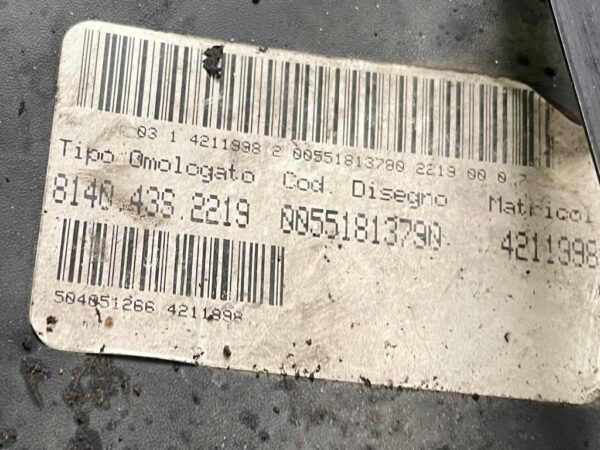 03 1 4211998 2 00551813790 2219 00 0 7
Tipo Omologato Cod. Disegno Matricol
8140 43S 2219 00551813790 4211998
504051266 4211998